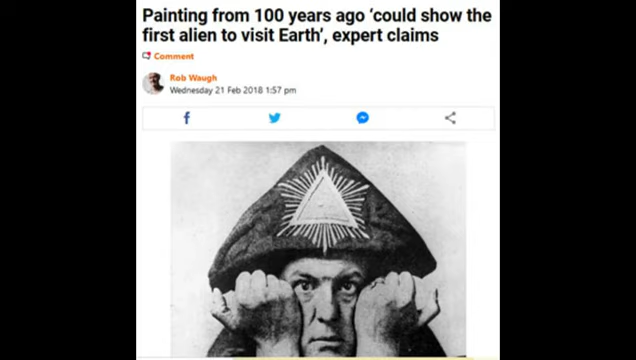 Painting from 100 years ago ‘could show the
first alien to visit Earth’, expert claims
Comment
Rob Waugh
Wednesday 21 Feb 2018 1:57 pm